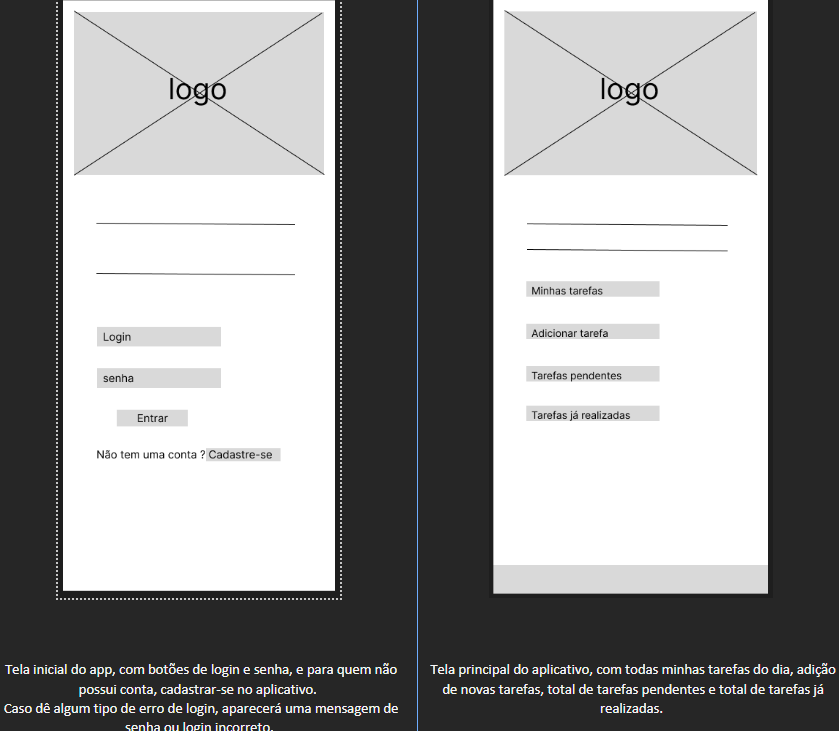 logo
Login
senha
Entrar
Não tem uma conta ? Cadastre-se
Tela inicial do app, com botões de login e senha, e para quem não
possui conta, cadastrar-se no aplicativo.
Caso dê algum tipo de erro de login, aparecerá uma mensagem de
senha ou login incorreto.
logo
Minhas tarefas
Adicionar tarefa
Tarefas pendentes
Tarefas já realizadas
Tela principal do aplicativo, com todas minhas tarefas do dia, adição
de novas tarefas, total de tarefas pendentes e total de tarefas já
realizadas.